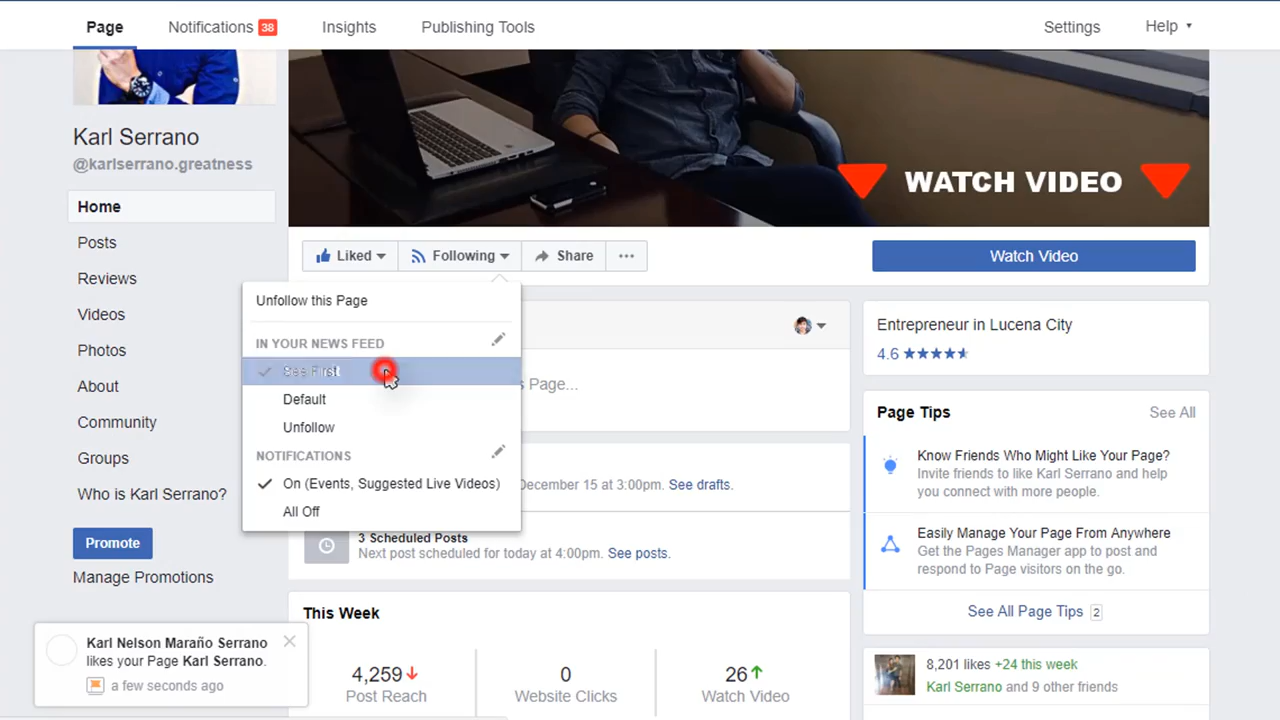 Page
Notifications 38
Insights
Publishing Tools
Settings
Help
Karl Serrano
@karlserrano.greatness
Home
Posts
Reviews
Videos
Photos
About
Community
Groups
Who is Karl Serrano?
Promote
Manage Promotions
WATCH VIDEO
Liked
Following
Share
Watch Video
Unfollow this Page
IN YOUR NEWS FEED
See First
Default
Unfollow
NOTIFICATIONS
On (Events, Suggested Live Videos)
All Off
Page...
December 15 at 3:00pm. See drafts.
3 Scheduled Posts
Next post scheduled for today at 4:00pm. See posts.
This Week
4,259
Post Reach
0
Website Clicks
26
Watch Video
Entrepreneur in Lucena City
4.6
Page Tips
See All
Know Friends Who Might Like Your Page?
Invite friends to like Karl Serrano and help
you connect with more people.
Easily Manage Your Page From Anywhere
Get the Pages Manager app to post and
respond to Page visitors on the go.
See All Page Tips 2
8,201 likes +24 this week
Karl Serrano and 9 other friends
Karl Nelson Maraño Serrano
likes your Page Karl Serrano.
a few seconds ago